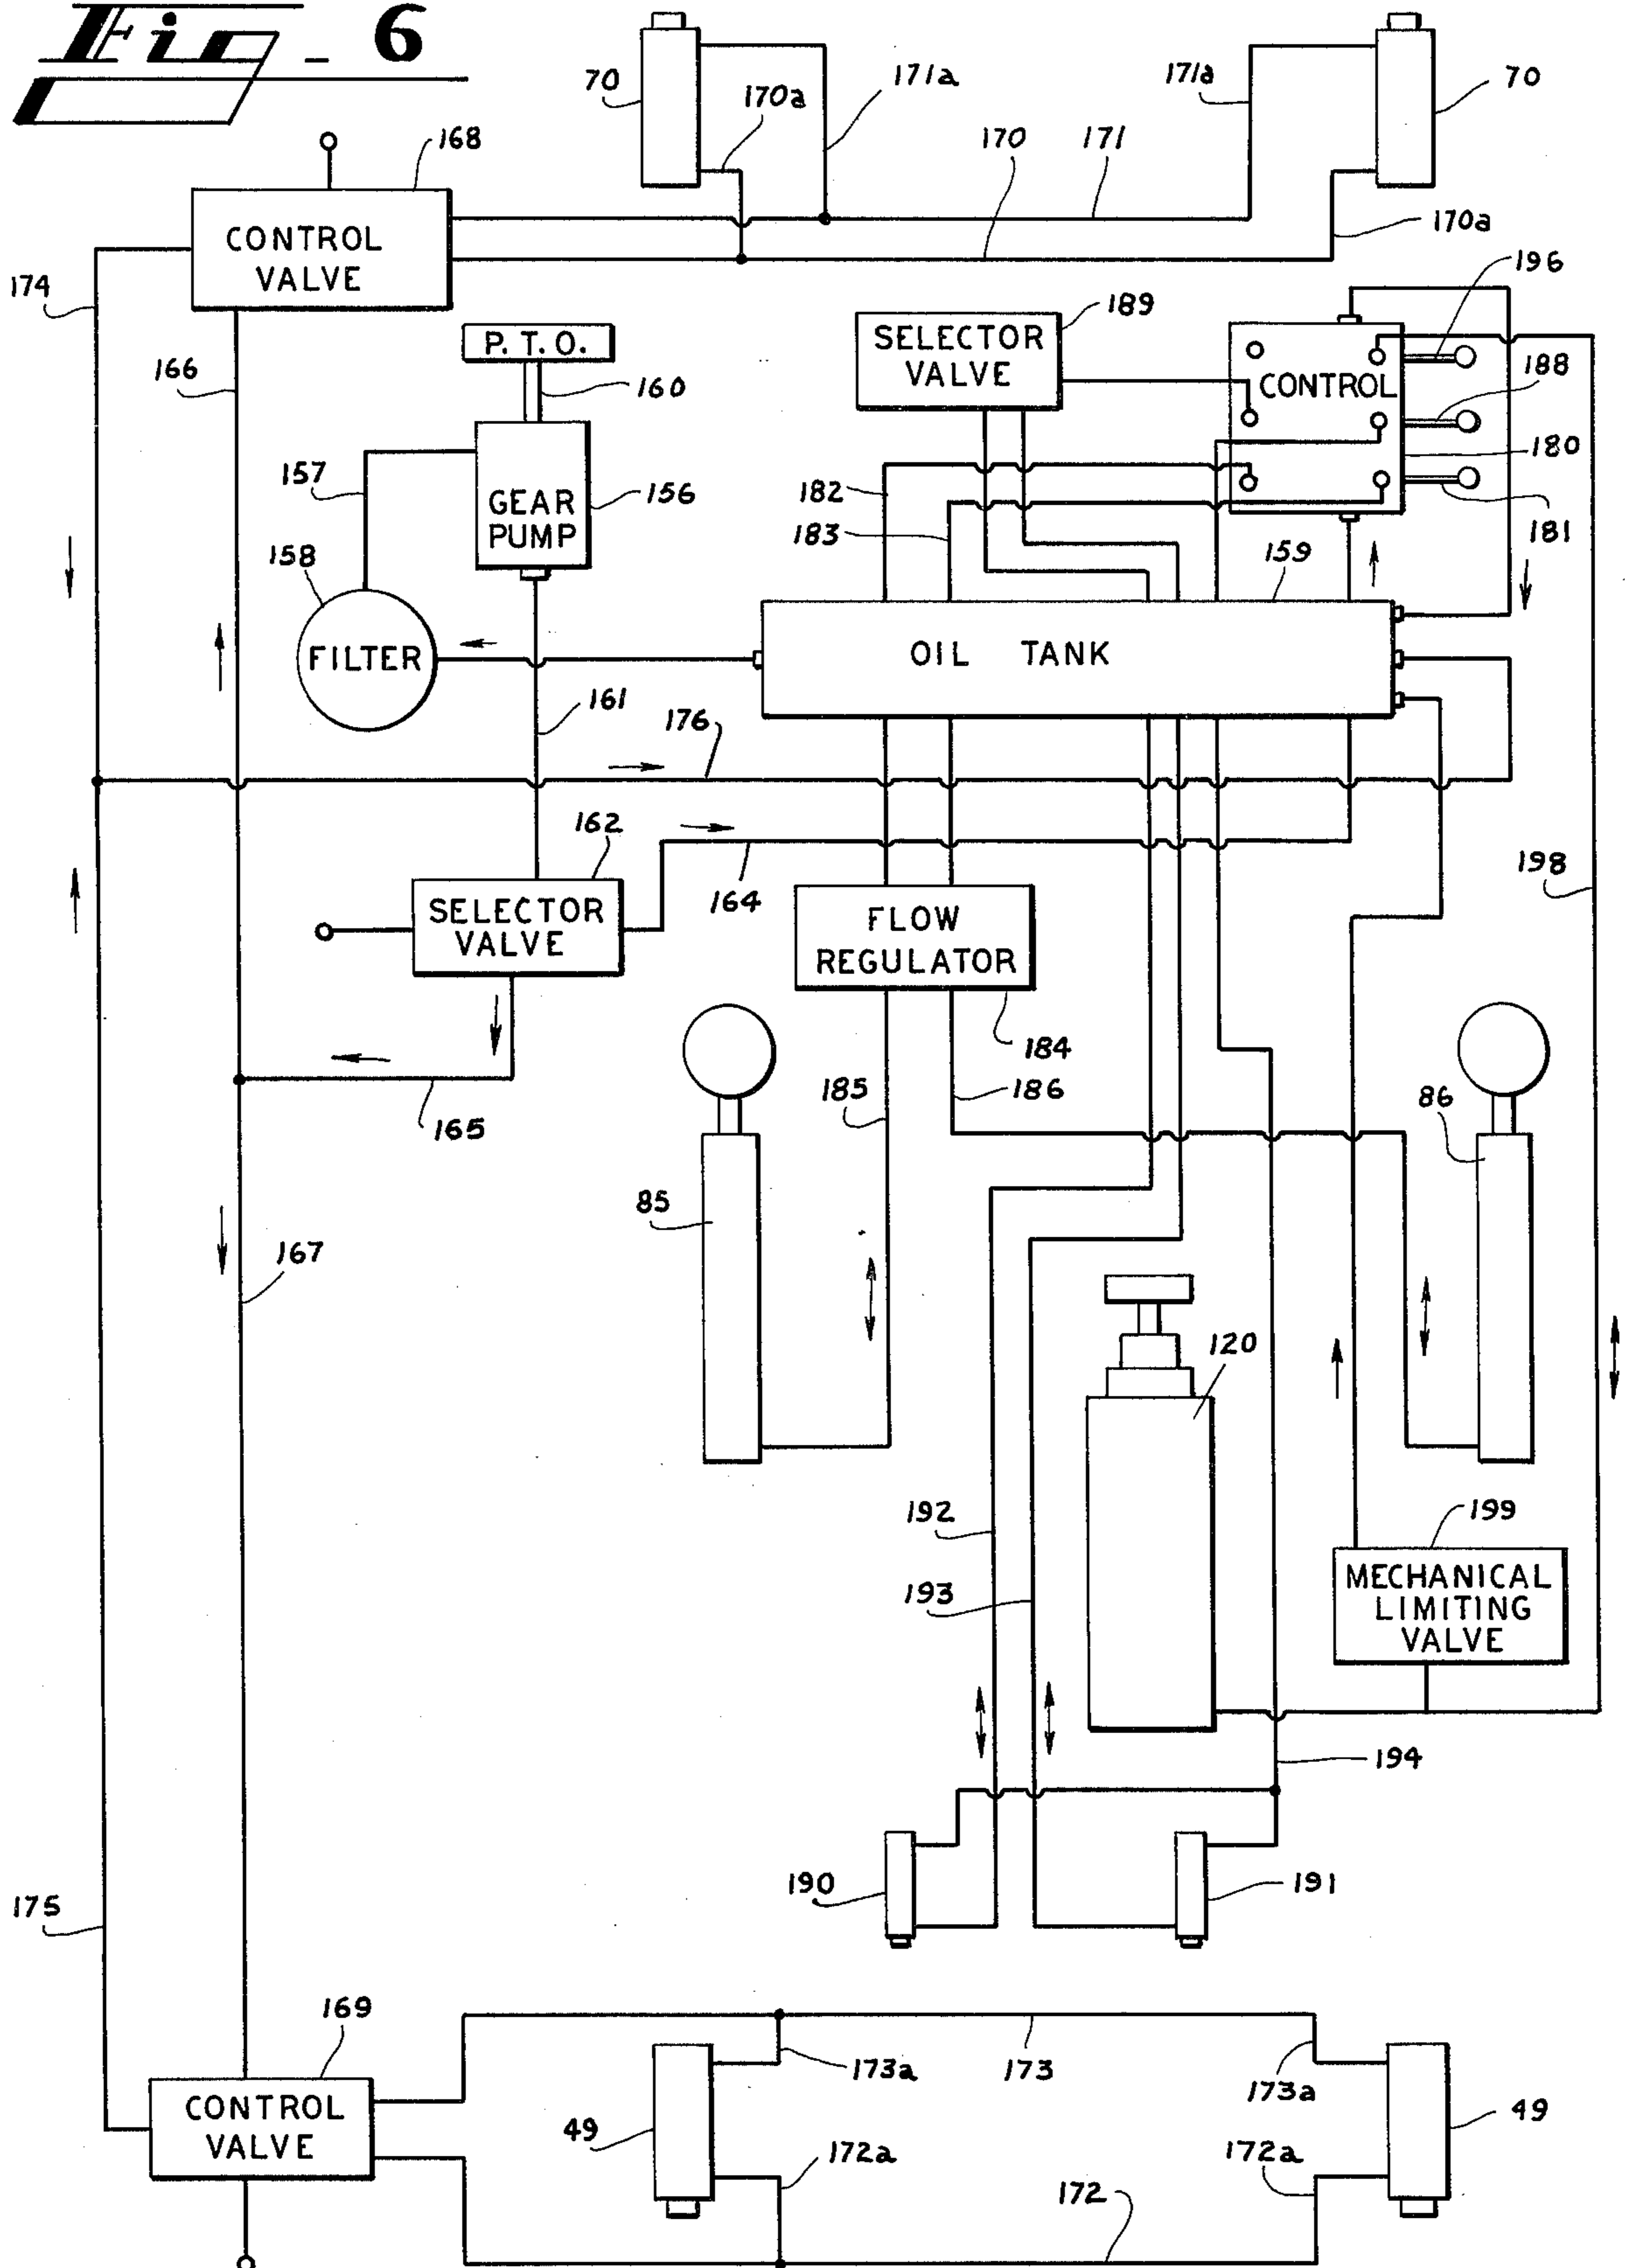 Fig_6
70
171a
171a
70
170a
168
170
171
170a
CONTROL
VALVE
174
196
189
SELECTOR
VALVE
P. T. O.
166
160
188
CONTROL
180
157
182
156
GEAR
PUMP
183
181
158
159
FILTER
OIL TANK
161
176
162
198
164
SELECTOR
VALVE
FLOW
REGULATOR
184
185
186
86
165
85
167
120
192
199
MECHANICAL
LIMITING
VALVE
193
194
190
191
175
169
173a
173
173a
CONTROL
VALVE
49
49
172a
172a
172